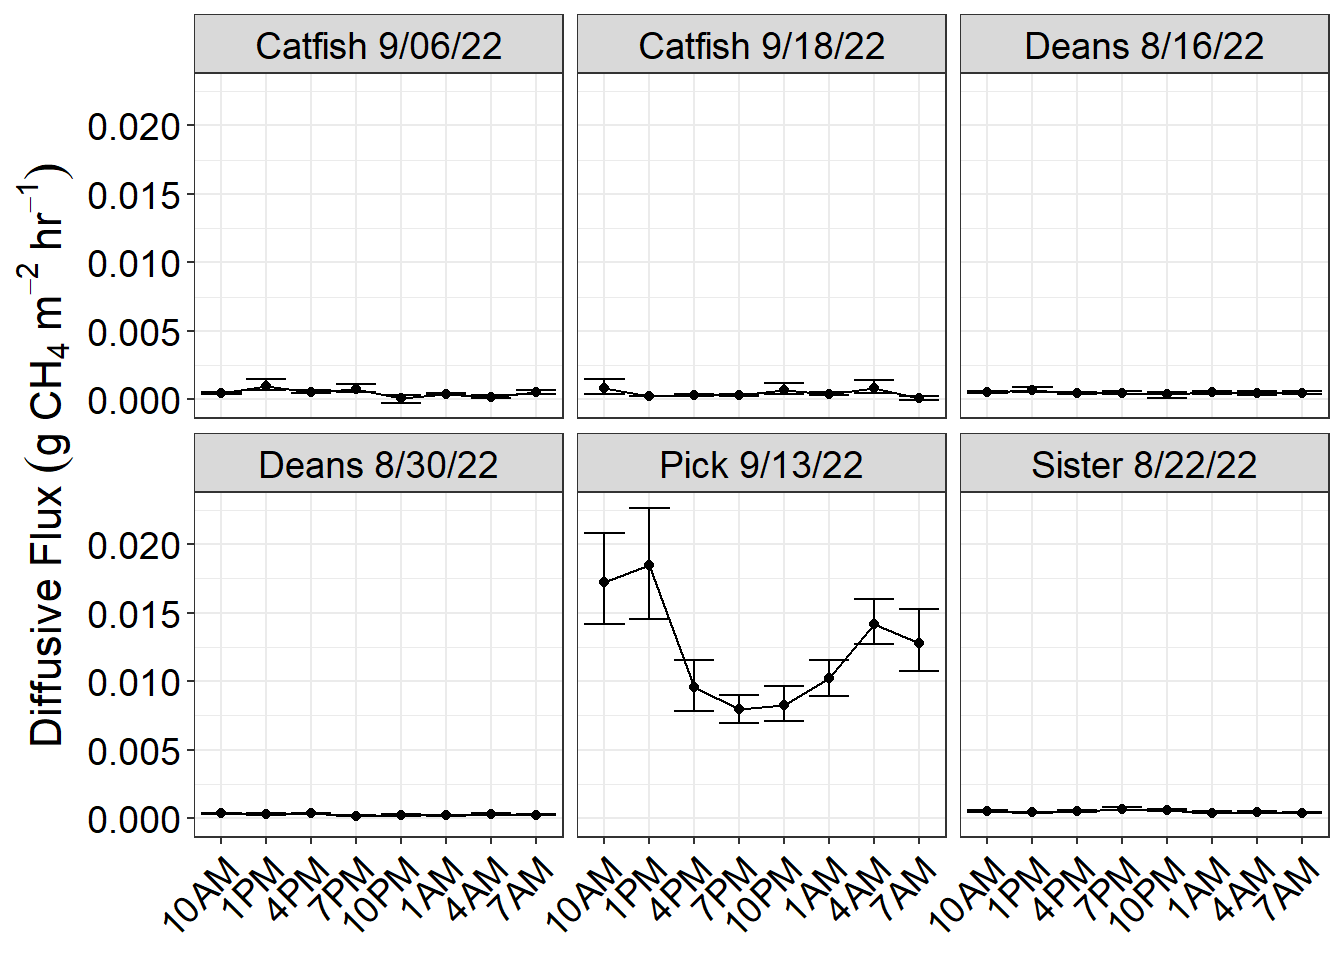 Catfish 9/06/22 Catfish 9/18/22 Deans 8/16/22
0.020
0.015
0.010
0.005
0.000
Deans 8/30/22 Pick 9/13/22 Sister 8/22/22
0.020
0.015
0.010
0.005
0.000
10AM 1PM 4PM 7PM 10PM 1AM 4AM 7AM 10AM 1PM 4PM 7PM 10PM 1AM 4AM 7AM 10AM 1PM 4PM 7PM 10PM 1AM 4AM 7AM
Diffusive Flux (g CH₄ m⁻² hr⁻¹)